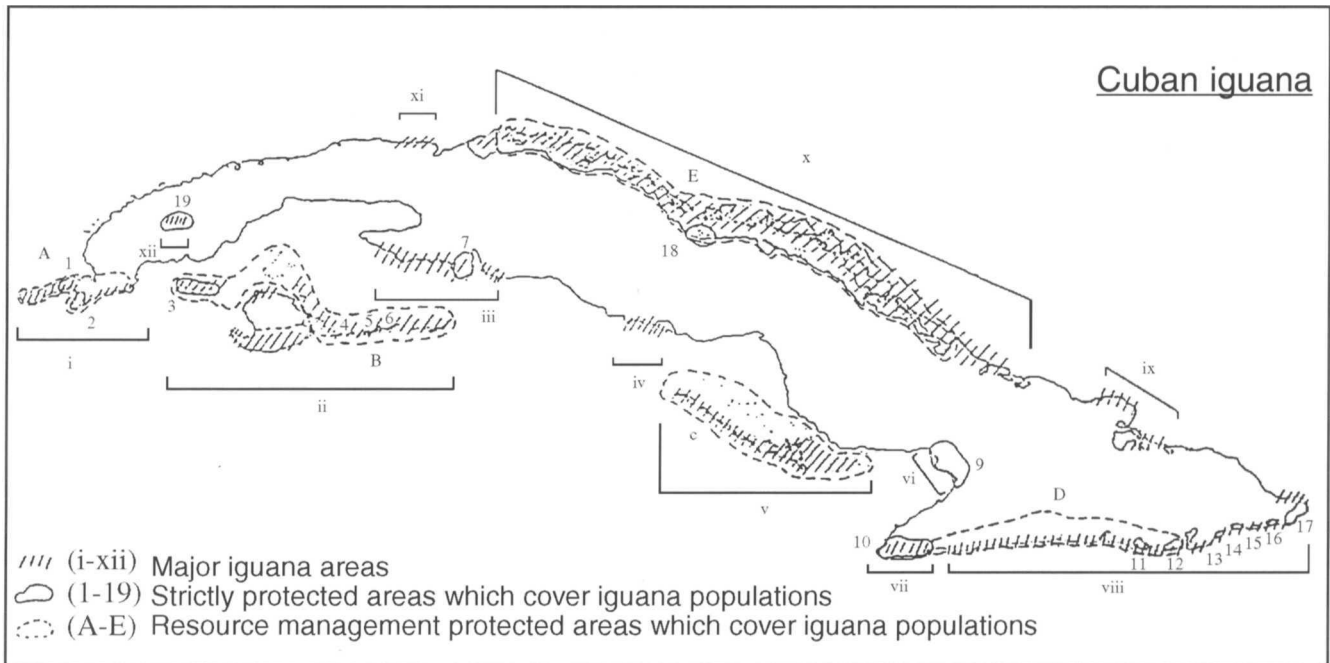 Cuban iguana
xi
x
E
19
18
A
1
xii
7
3
2
4
5
6
iii
i
B
ix
iv
ii
c
9
vi
v
D
10
17
16
15
14
13
12
11
vii
viii
(i-xii) Major iguana areas
(1-19) Strictly protected areas which cover iguana populations
(A-E) Resource management protected areas which cover iguana populations